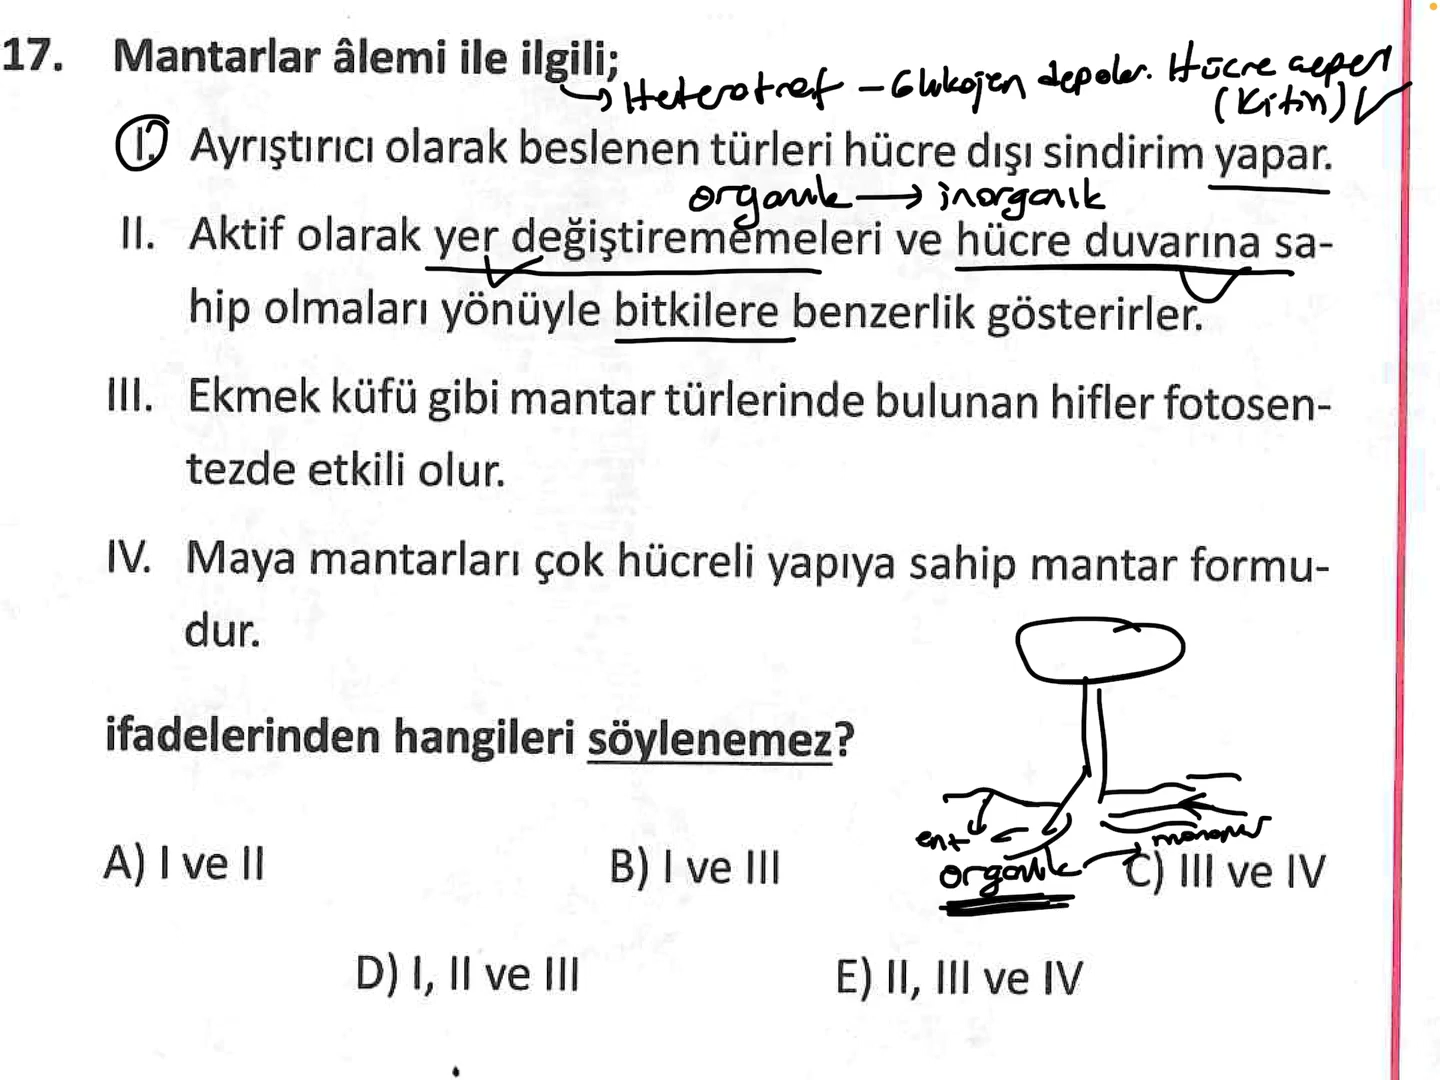 17. Mantarlar âlemi ile ilgili;
→ Heterotrof – Glukojen depolar. Hücre çeperi
(Kitin) ✓
I. Ayrıştırıcı olarak beslenen türleri hücre dışı sindirim yapar.
organik → inorganik
II. Aktif olarak yer değiştirememeleri ve hücre duvarına sa-
hip olmaları yönüyle bitkilere benzerlik gösterirler.
III. Ekmek küfü gibi mantar türlerinde bulunan hifler fotosen-
tezde etkili olur.
IV. Maya mantarları çok hücreli yapıya sahip mantar formu-
dur.
ifadelerinden hangileri söylenemez?
enz
monomer
organik →
A) I ve II B) I ve III C) III ve IV
D) I, II ve III E) II, III ve IV